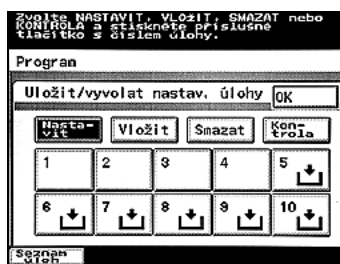 Zvolte NASTAVIT, VLOžIT, SMAZAT nebo
KONTROLA a stiskněte příslušné
tlačítko s číslem úlohy.
Program
Uložit/vyvolat nastav. úlohy OK
Nasta-
vit Vložit Smazat Kon-
trola
1 2 3 4 5
6 7 8 9 10
Seznam
úloh